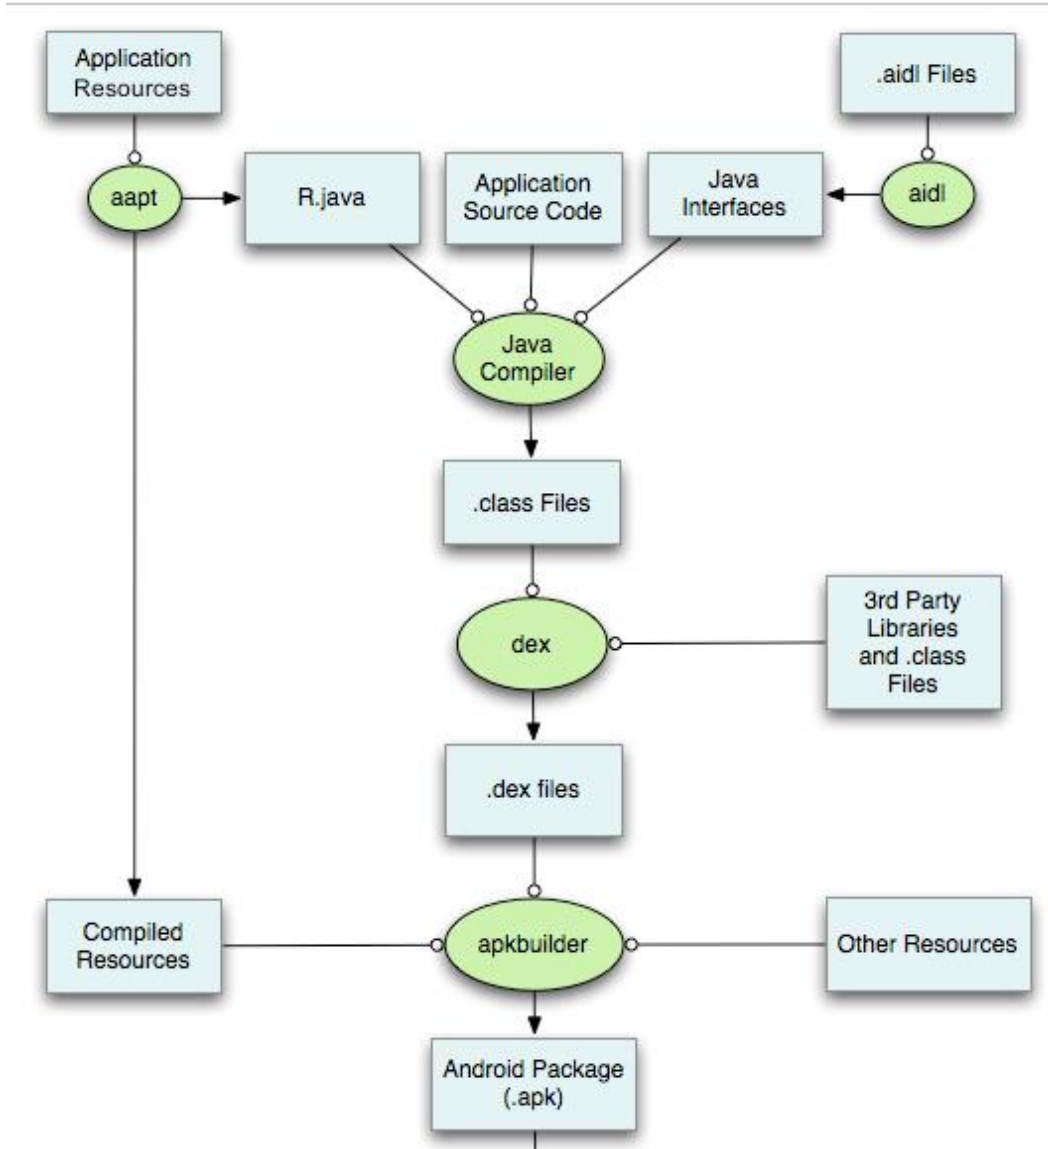 Application
Resources
.aidl Files
aapt
R.java
Application
Source Code
Java
Interfaces
aidl
Java
Compiler
.class Files
3rd Party
Libraries
and .class
Files
dex
.dex files
Compiled
Resources
apkbuilder
Other Resources
Android Package
(.apk)